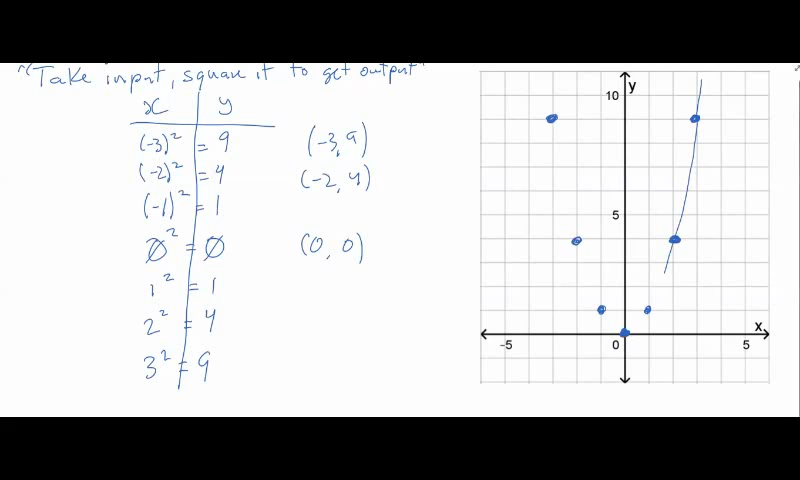 "Take input, square it to get output"
x y
(-3)² = 9 (-3, 9)
(-2)² = 4 (-2, 4)
(-1)² = 1
0² = 0 (0, 0)
1² = 1
2² = 4
3² = 9
y
10
5
x
-5 0 5